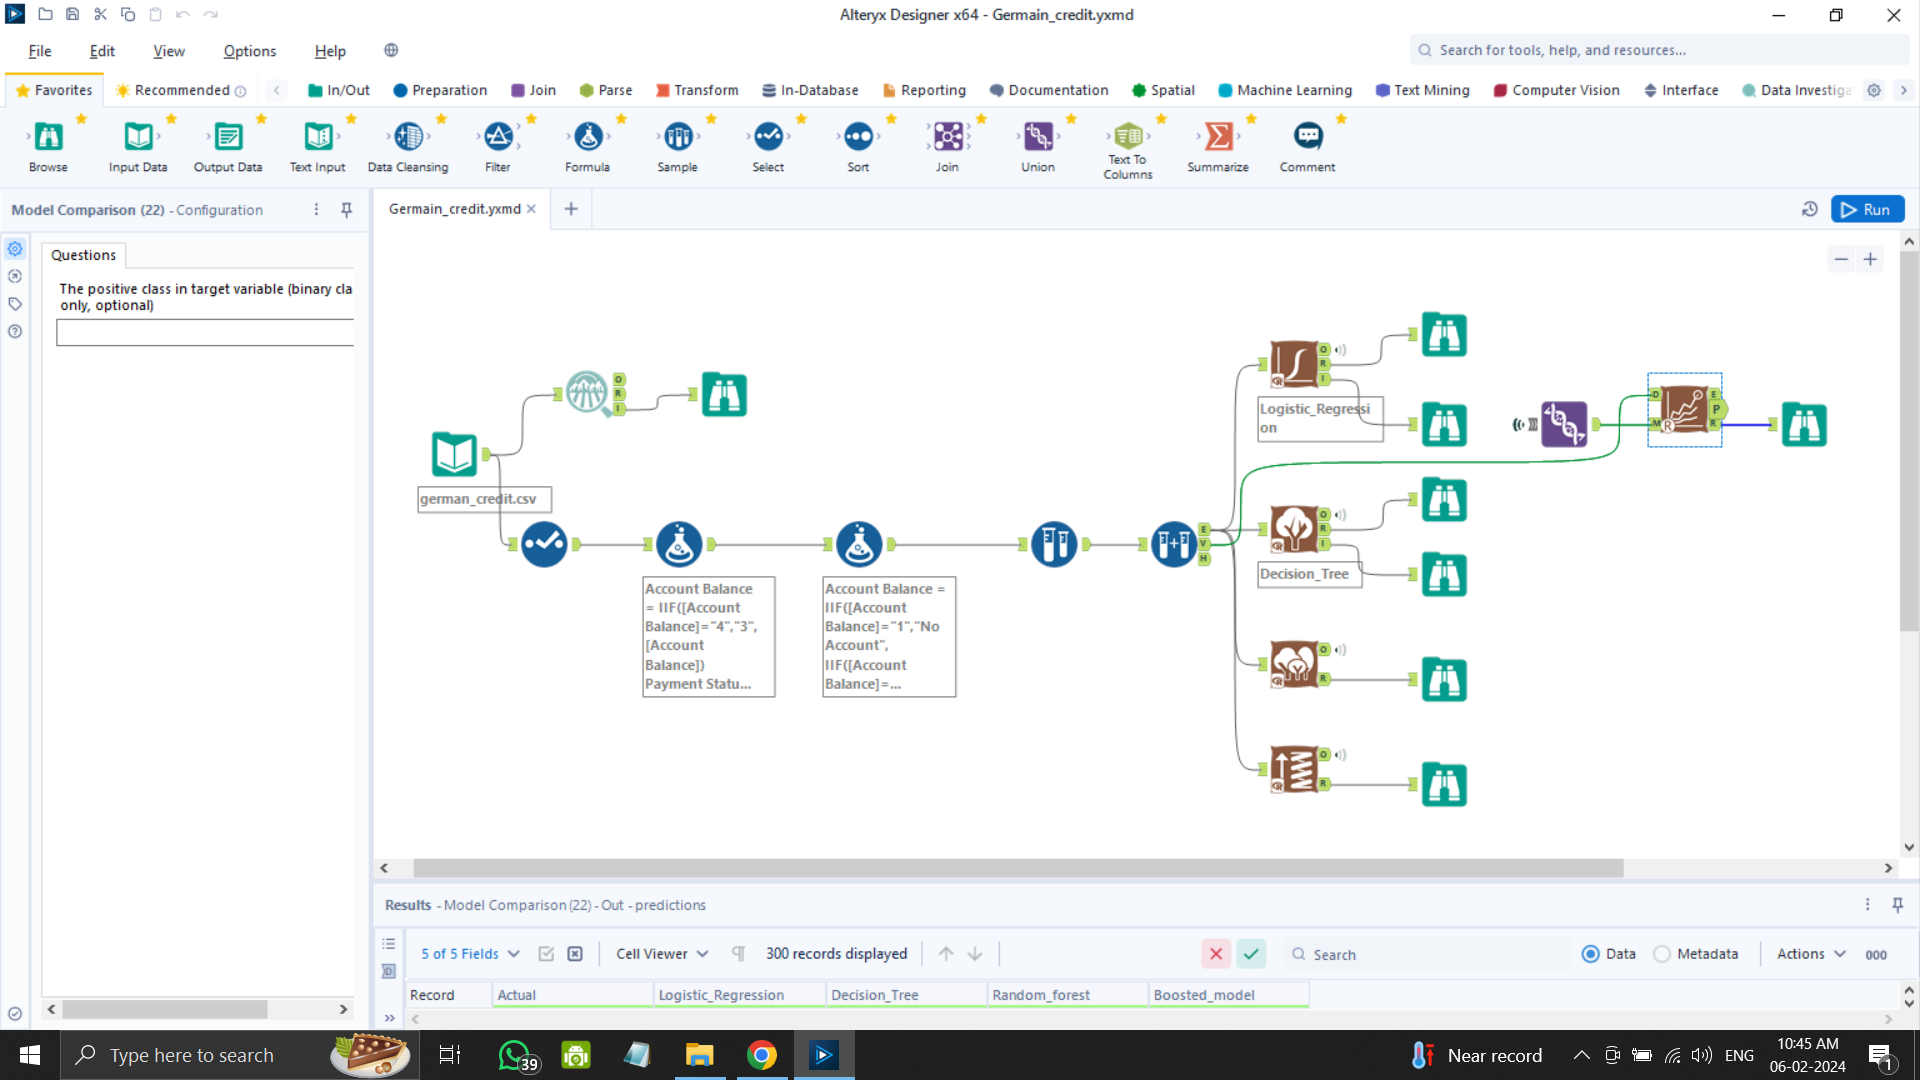 Alteryx Designer x64 - Germain_credit.yxmd
File
Edit
View
Options
Help
Search for tools, help, and resources...
Favorites
Recommended
In/Out
Preparation
Join
Parse
Transform
In-Database
Reporting
Documentation
Spatial
Machine Learning
Text Mining
Computer Vision
Interface
Data Investiga
Browse
Input Data
Output Data
Text Input
Data Cleansing
Filter
Formula
Sample
Select
Sort
Join
Union
Text To
Columns
Summarize
Comment
Model Comparison (22) - Configuration
Germain_credit.yxmd
Run
Questions
The positive class in target variable (binary cla
only, optional)
O
R
I
german_credit.csv
Account Balance
= IIF([Account
Balance]="4","3",
[Account
Balance])
Payment Statu...
Account Balance =
IIF([Account
Balance]="1","No
Account",
IIF([Account
Balance]=...
E
V
H
O
R
I
Logistic_Regressi
on
O
R
I
Decision_Tree
O
R
O
R
D
M
R
E
P
R
Results - Model Comparison (22) - Out - predictions
5 of 5 Fields
Cell Viewer
300 records displayed
Search
Data
Metadata
Actions
000
Record
Actual
Logistic_Regression
Decision_Tree
Random_forest
Boosted_model
Type here to search
39
Near record
ENG
10:45 AM
06-02-2024
1